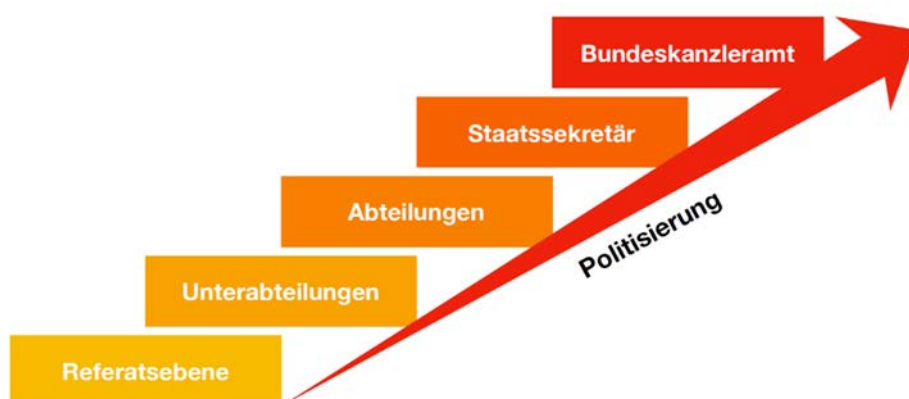 Bundeskanzleramt
Staatssekretär
Abteilungen
Politisierung
Unterabteilungen
Referatsebene